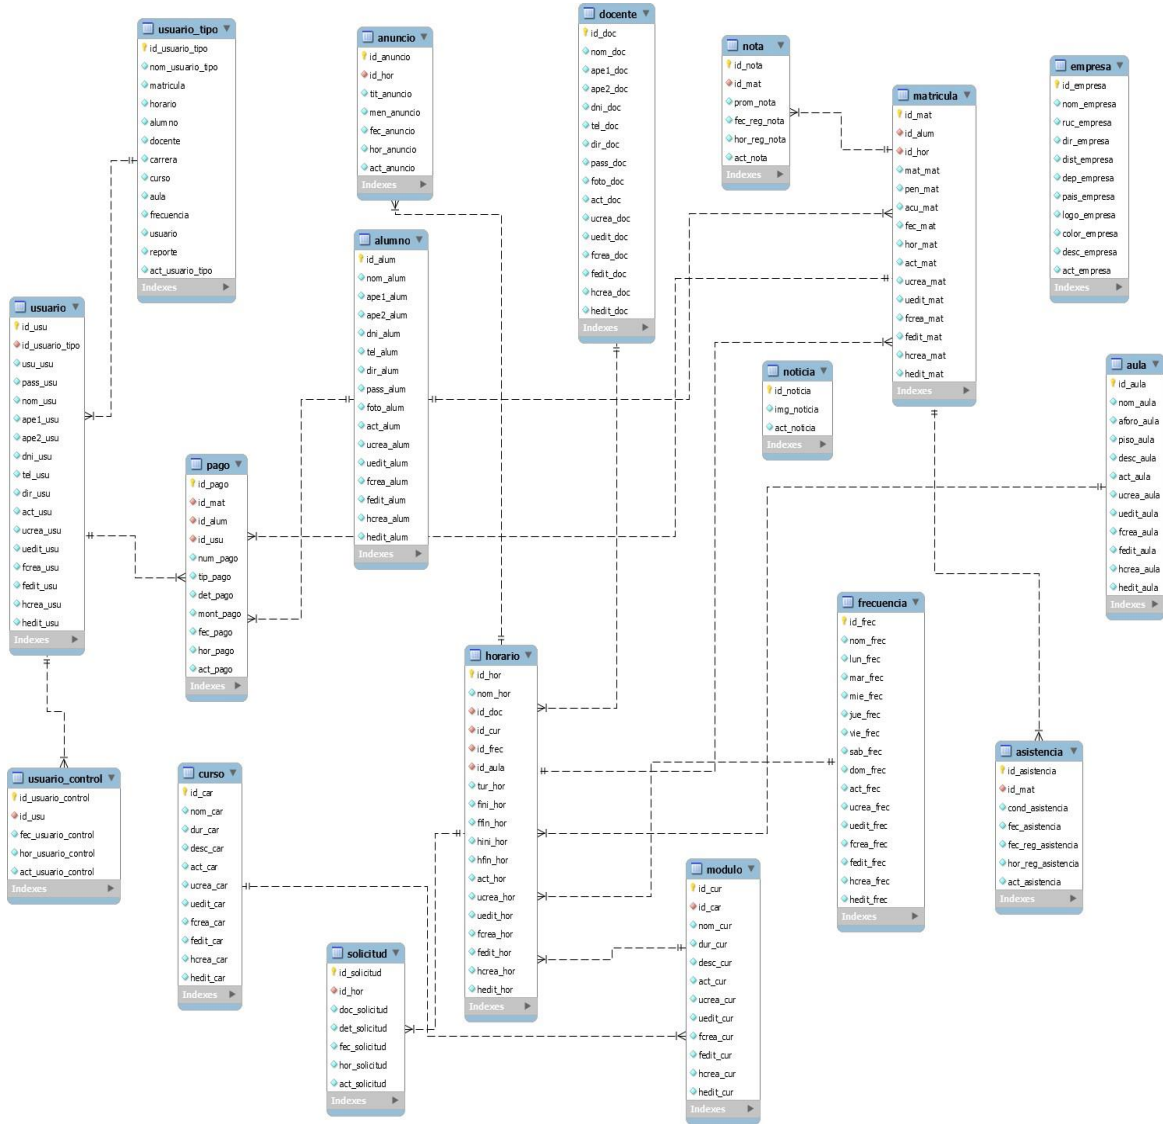 usuario_tipo
id_usuario_tipo
nom_usuario_tipo
matricula
horario
alumno
docente
carrera
curso
aula
frecuencia
usuario
reporte
act_usuario_tipo
Indexes
anuncio
id_anuncio
id_hor
tit_anuncio
men_anuncio
fec_anuncio
hor_anuncio
act_anuncio
Indexes
docente
id_doc
nom_doc
ape1_doc
ape2_doc
dni_doc
tel_doc
dir_doc
pass_doc
foto_doc
act_doc
ucrea_doc
uedit_doc
fcrea_doc
fedit_doc
hcrea_doc
hedit_doc
Indexes
nota
id_nota
id_mat
prom_nota
fec_reg_nota
hor_reg_nota
act_nota
Indexes
matricula
id_mat
id_alum
id_hor
mat_mat
pen_mat
acu_mat
fec_mat
hor_mat
act_mat
ucrea_mat
uedit_mat
fcrea_mat
fedit_mat
hcrea_mat
hedit_mat
Indexes
empresa
id_empresa
nom_empresa
ruc_empresa
dir_empresa
dist_empresa
dep_empresa
pais_empresa
logo_empresa
color_empresa
desc_empresa
act_empresa
Indexes
usuario
id_usu
id_usuario_tipo
usu_usu
pass_usu
nom_usu
ape1_usu
ape2_usu
dni_usu
tel_usu
dir_usu
act_usu
ucrea_usu
uedit_usu
fcrea_usu
fedit_usu
hcrea_usu
hedit_usu
Indexes
alumno
id_alum
nom_alum
ape1_alum
ape2_alum
dni_alum
tel_alum
dir_alum
pass_alum
foto_alum
act_alum
ucrea_alum
uedit_alum
fcrea_alum
fedit_alum
hcrea_alum
hedit_alum
Indexes
noticia
id_noticia
img_noticia
act_noticia
Indexes
aula
id_aula
nom_aula
aforo_aula
piso_aula
desc_aula
act_aula
ucrea_aula
uedit_aula
fcrea_aula
fedit_aula
hcrea_aula
hedit_aula
Indexes
pago
id_pago
id_mat
id_alum
id_usu
num_pago
tip_pago
det_pago
mont_pago
fec_pago
hor_pago
act_pago
Indexes
horario
id_hor
nom_hor
id_doc
id_cur
id_frec
id_aula
tur_hor
fini_hor
ffin_hor
hini_hor
hfin_hor
act_hor
ucrea_hor
uedit_hor
fcrea_hor
fedit_hor
hcrea_hor
hedit_hor
Indexes
frecuencia
id_frec
nom_frec
lun_frec
mar_frec
mie_frec
jue_frec
vie_frec
sab_frec
dom_frec
act_frec
ucrea_frec
uedit_frec
fcrea_frec
fedit_frec
hcrea_frec
hedit_frec
Indexes
asistencia
id_asistencia
id_mat
cond_asistencia
fec_asistencia
fec_reg_asistencia
hor_reg_asistencia
act_asistencia
Indexes
usuario_control
id_usuario_control
id_usu
fec_usuario_control
hor_usuario_control
act_usuario_control
Indexes
curso
id_car
nom_car
dur_car
desc_car
act_car
ucrea_car
uedit_car
fcrea_car
fedit_car
hcrea_car
hedit_car
Indexes
solicitud
id_solicitud
id_hor
doc_solicitud
det_solicitud
fec_solicitud
hor_solicitud
act_solicitud
Indexes
modulo
id_cur
id_car
nom_cur
dur_cur
desc_cur
act_cur
ucrea_cur
uedit_cur
fcrea_cur
fedit_cur
hcrea_cur
hedit_cur
Indexes